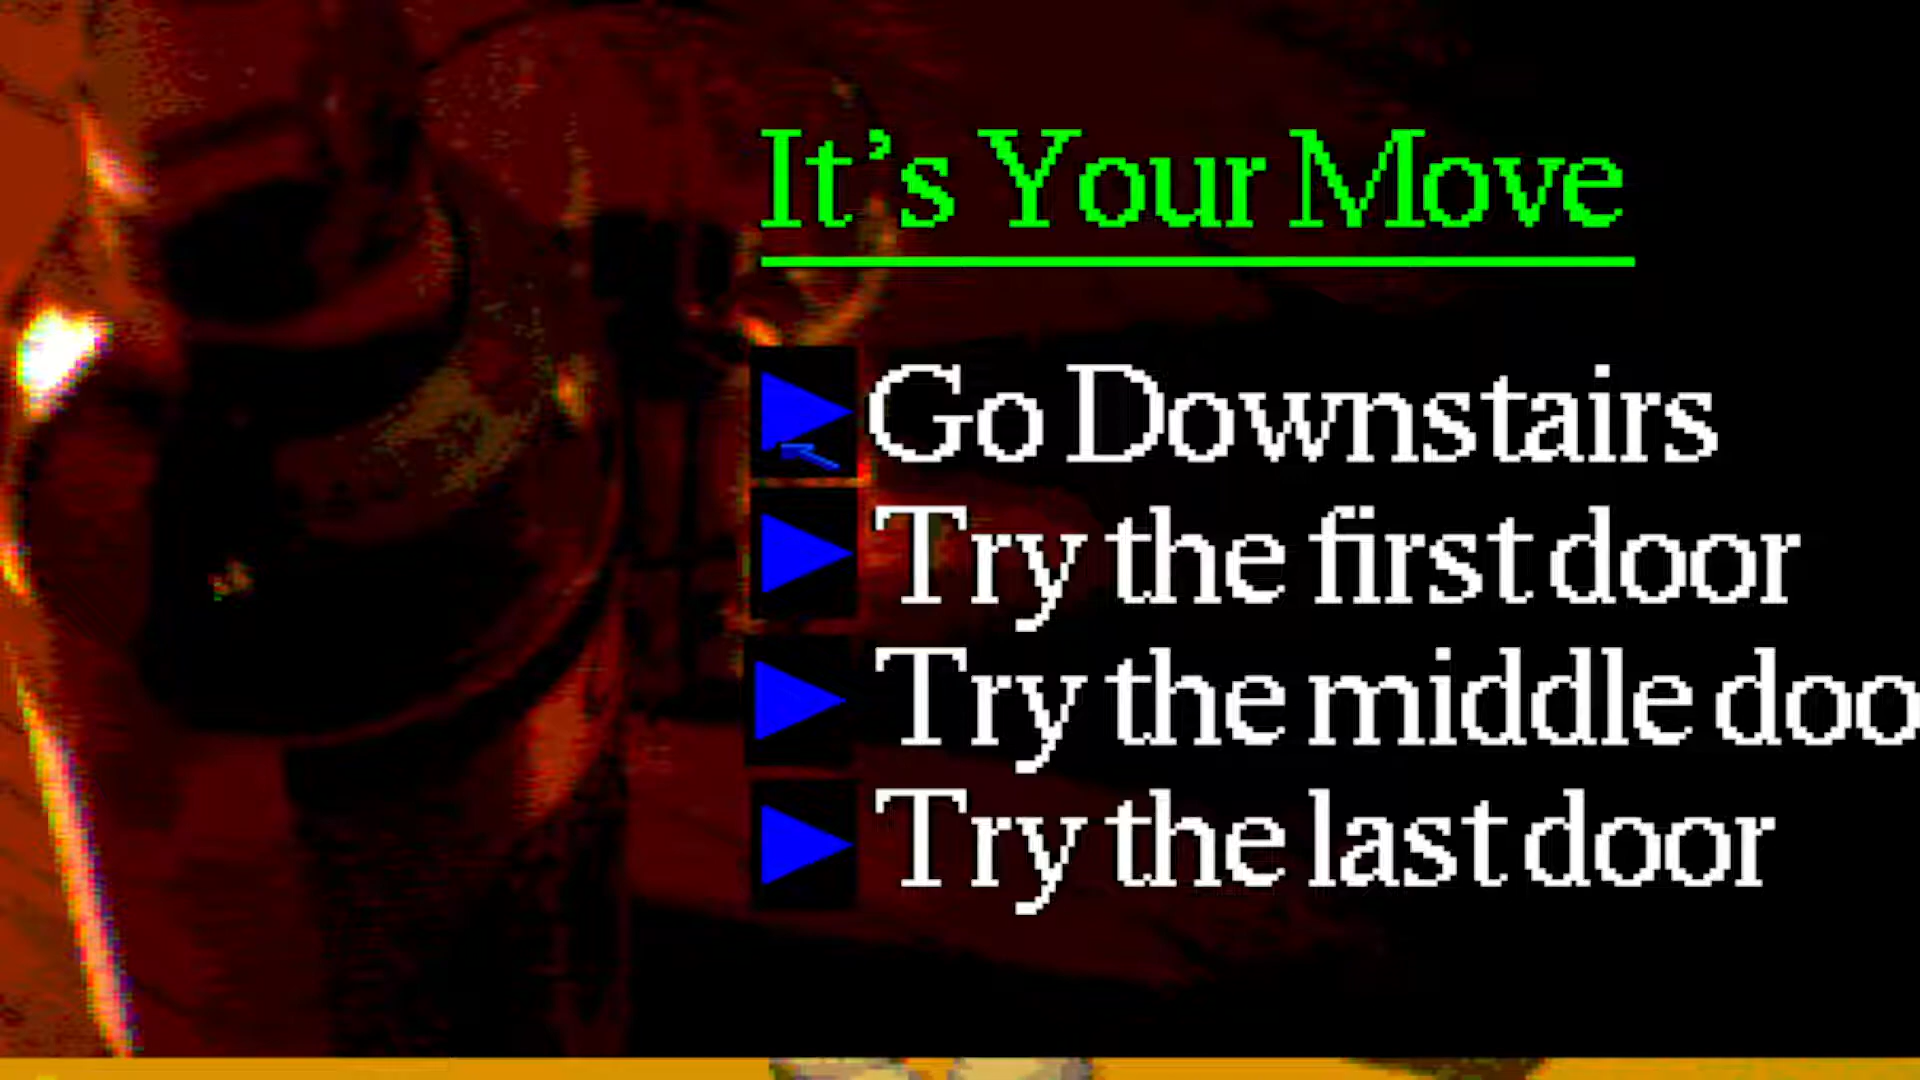 It’s Your Move
Go Downstairs
Try the first door
Try the middle doo
Try the last door